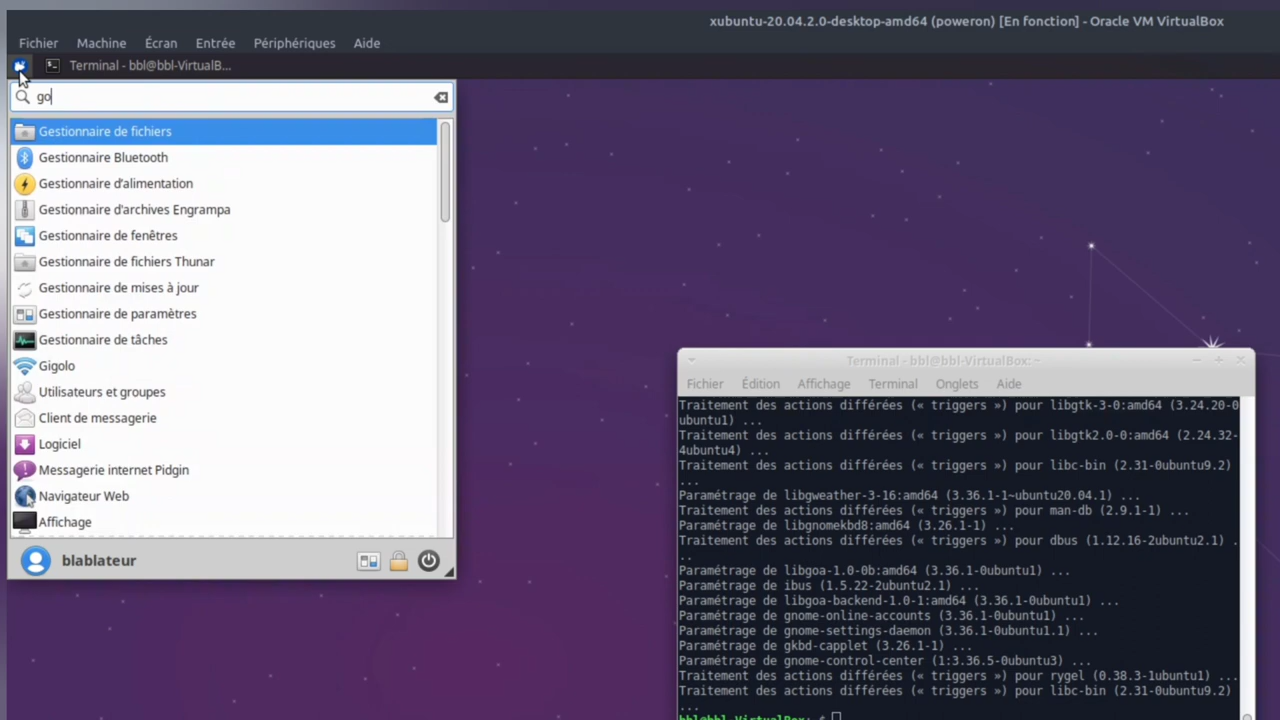 xubuntu-20.04.2.0-desktop-amd64 (poweron) [En fonction] - Oracle VM VirtualBox
Fichier Machine Écran Entrée Périphériques Aide
Terminal - bbl@bbl-VirtualB...
go
Gestionnaire de fichiers
Gestionnaire Bluetooth
Gestionnaire d'alimentation
Gestionnaire d'archives Engrampa
Gestionnaire de fenêtres
Gestionnaire de fichiers Thunar
Gestionnaire de mises à jour
Gestionnaire de paramètres
Gestionnaire de tâches
Gigolo
Utilisateurs et groupes
Client de messagerie
Logiciel
Messagerie internet Pidgin
Navigateur Web
Affichage
blablateur
Terminal - bbl@bbl-VirtualBox: ~
Fichier Édition Affichage Terminal Onglets Aide
Traitement des actions différées (« triggers ») pour libgtk-3-0:amd64 (3.24.20-0
ubuntu1) ...
Traitement des actions différées (« triggers ») pour libgtk2.0-0:amd64 (2.24.32-
4ubuntu4) ...
Traitement des actions différées (« triggers ») pour libc-bin (2.31-0ubuntu9.2)
...
Paramétrage de libgweather-3-16:amd64 (3.36.1-1~ubuntu20.04.1) ...
Traitement des actions différées (« triggers ») pour man-db (2.9.1-1) ...
Paramétrage de libgnomekbd8:amd64 (3.26.1-1) ...
Traitement des actions différées (« triggers ») pour dbus (1.12.16-2ubuntu2.1) .
..
Paramétrage de libgoa-1.0-0b:amd64 (3.36.1-0ubuntu1) ...
Paramétrage de ibus (1.5.22-2ubuntu2.1) ...
Paramétrage de libgoa-backend-1.0-1:amd64 (3.36.1-0ubuntu1) ...
Paramétrage de gnome-online-accounts (3.36.1-0ubuntu1) ...
Paramétrage de gnome-settings-daemon (3.36.1-0ubuntu1.1) ...
Paramétrage de gkbd-capplet (3.26.1-1) ...
Paramétrage de gnome-control-center (1:3.36.5-0ubuntu3) ...
Traitement des actions différées (« triggers ») pour rygel (0.38.3-1ubuntu1) ...
Traitement des actions différées (« triggers ») pour libc-bin (2.31-0ubuntu9.2)
...
bbl@bbl-VirtualBox:~$